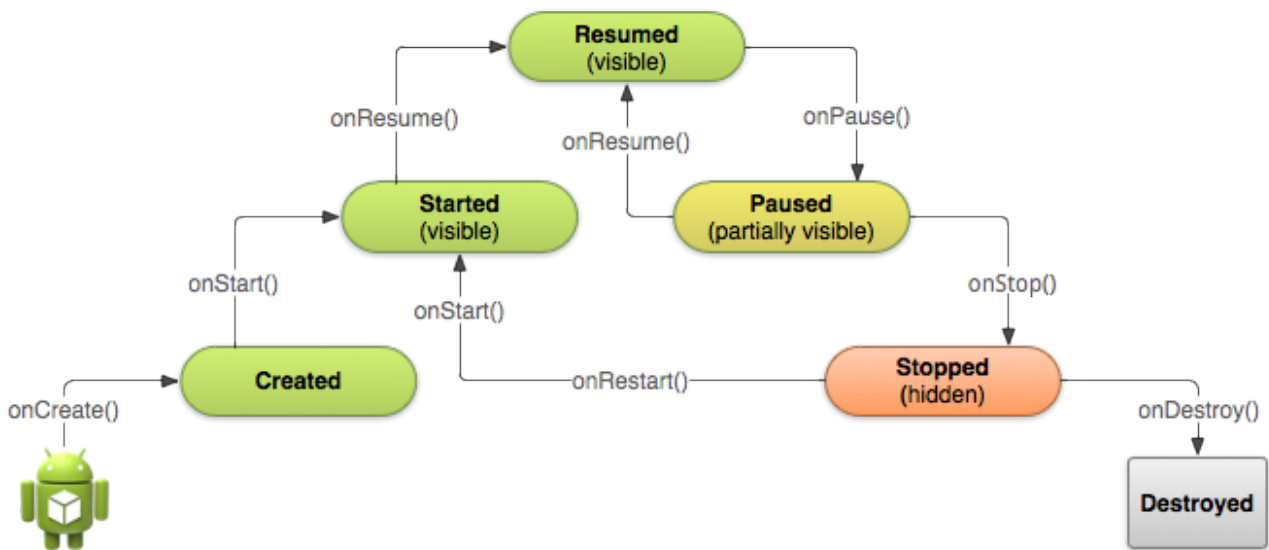 Resumed
(visible)
onResume()
onResume()
onPause()
Started
(visible)
Paused
(partially visible)
onStart()
onStart()
onStop()
Created
onRestart()
Stopped
(hidden)
onCreate()
onDestroy()
Destroyed